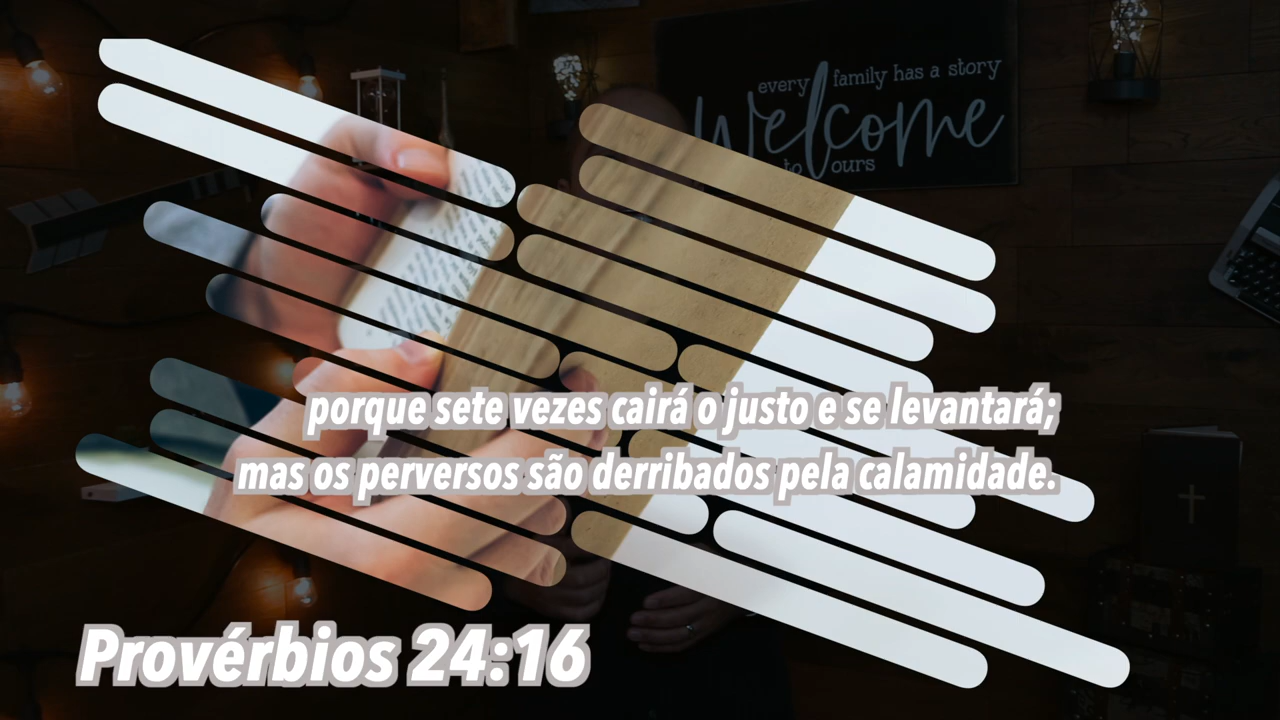 every family has a story
Welcome
to ours
porque sete vezes cairá o justo e se levantará;
mas os perversos são derribados pela calamidade.
Provérbios 24:16